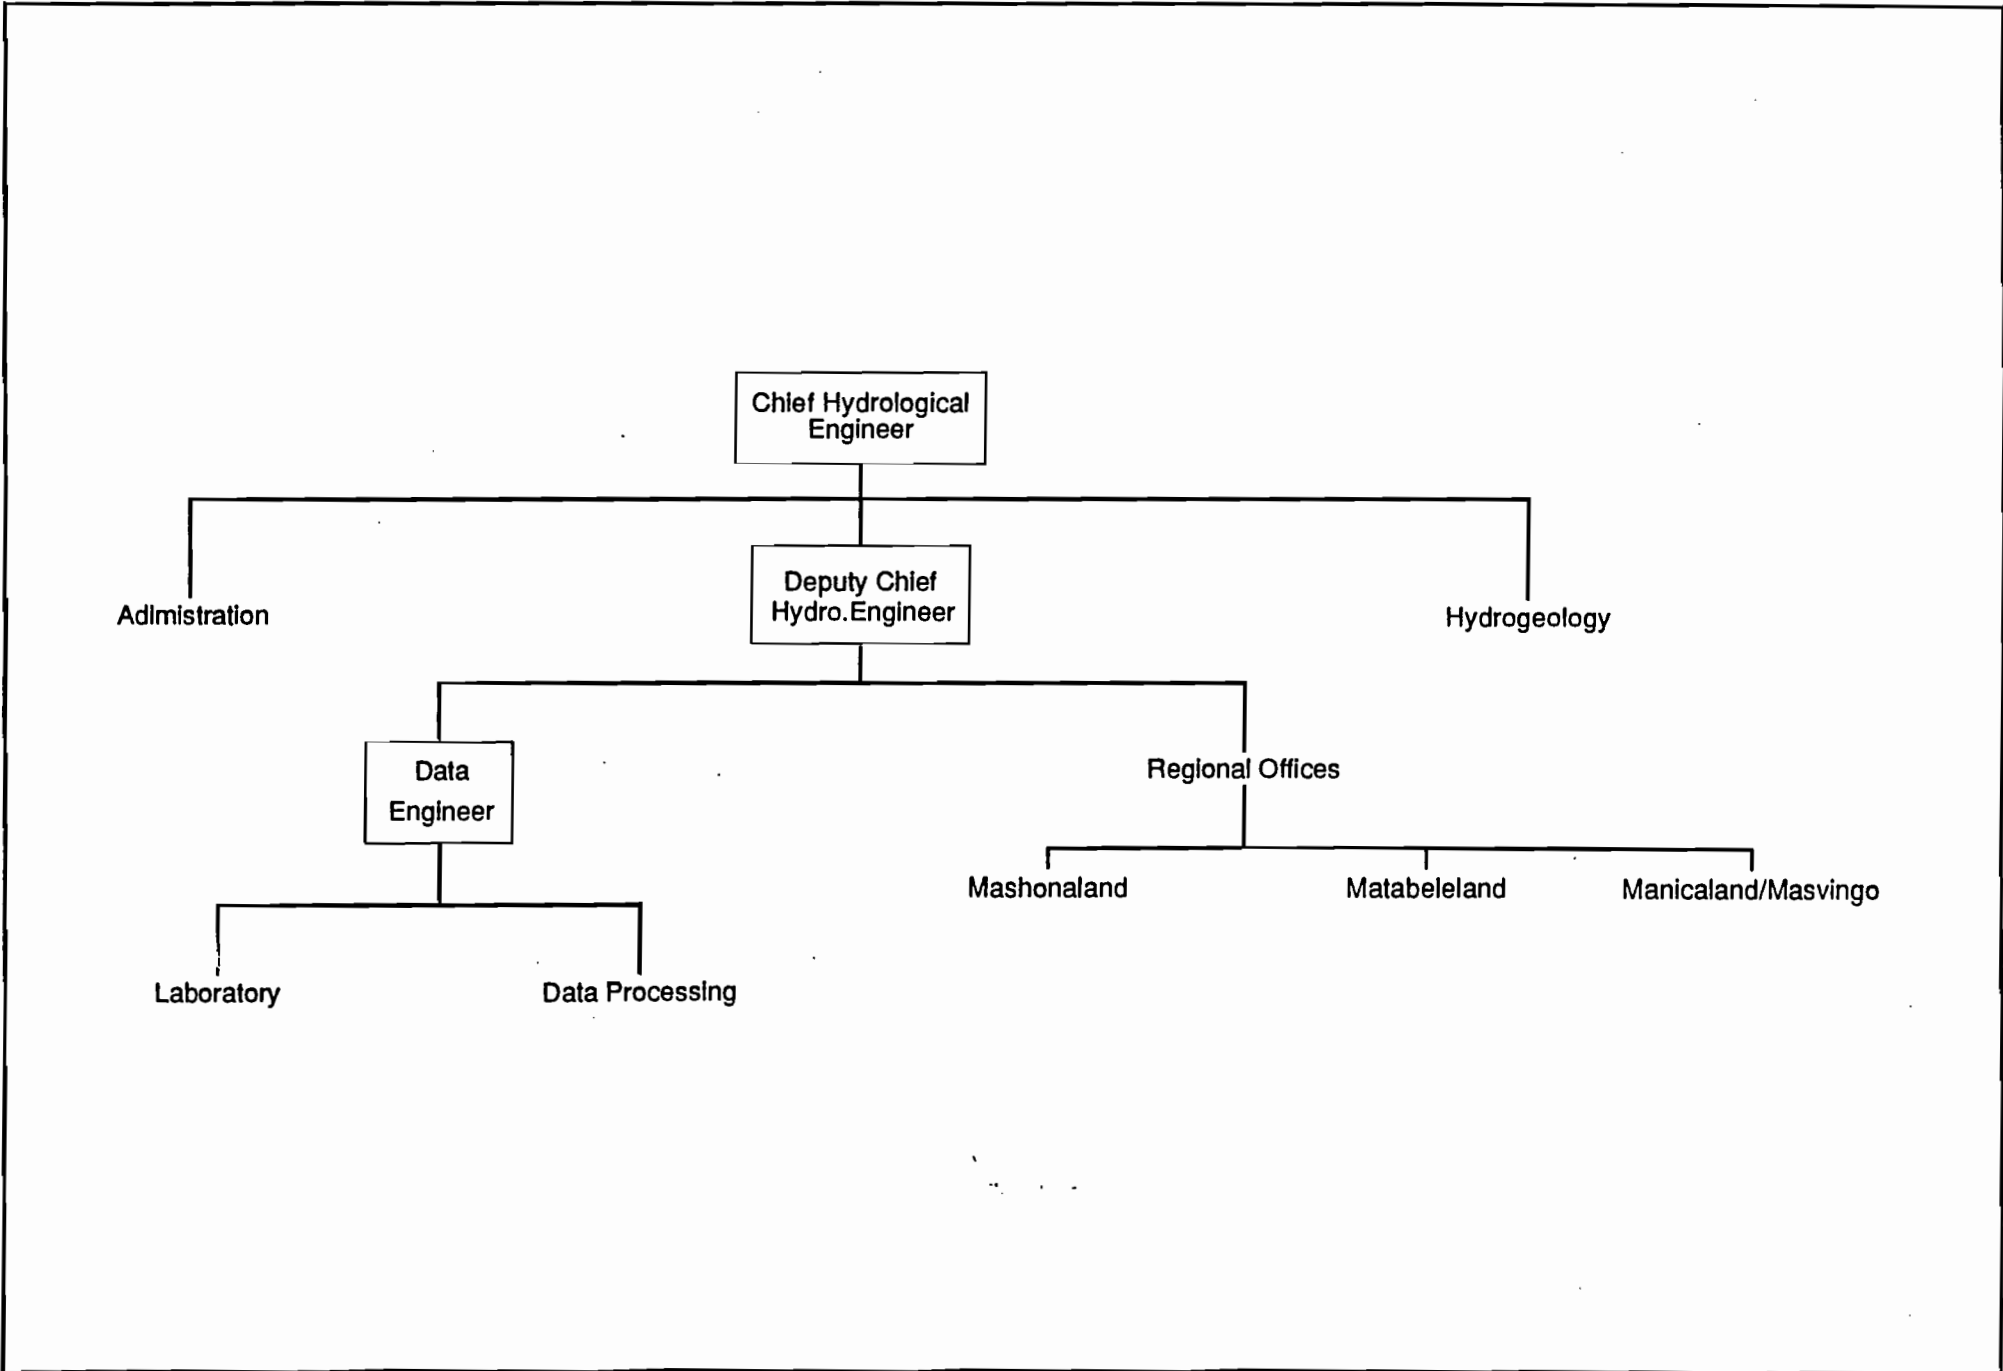 Chief Hydrological
Engineer
Adimistration
Deputy Chief
Hydro.Engineer
Hydrogeology
Data
Engineer
Regional Offices
Mashonaland
Matabeleland
Manicaland/Masvingo
Laboratory
Data Processing